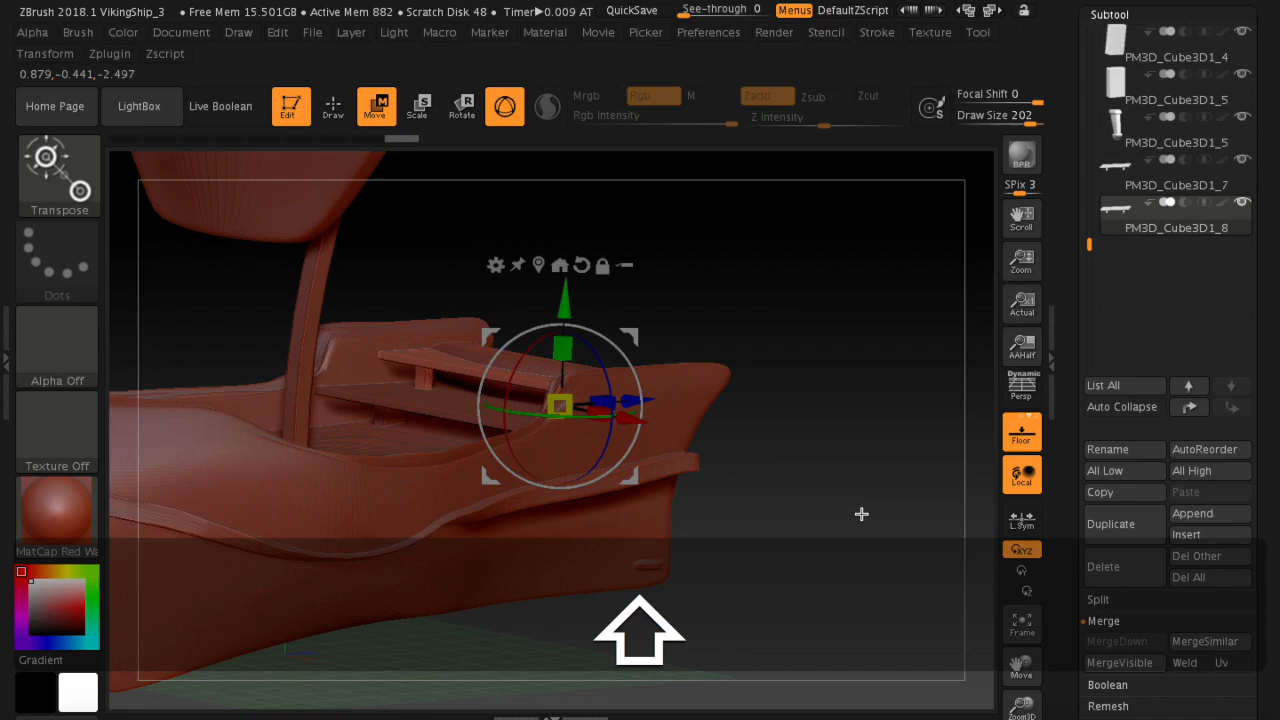 ZBrush 2018.1 VikingShip_3 • Free Mem 15.501GB • Active Mem 882 • Scratch Disk 48 • Timer▶0.009 AT QuickSave See-through 0 Menus DefaultZScript
Alpha Brush Color Document Draw Edit File Layer Light Macro Marker Material Movie Picker Preferences Render Stencil Stroke Texture Tool
Transform Zplugin Zscript
0.879,-0.441,-2.497
Home Page LightBox Live Boolean Edit Draw Move Scale Rotate
Mrgb Rgb M Zadd Zsub Zcut
Rgb Intensity Z Intensity
S
Focal Shift 0
Draw Size 202
Transpose
Dots
Alpha Off
Texture Off
MatCap Red Wa
Gradient
BPR
SPix 3
Scroll
Zoom
Actual
AAHalf
Dynamic
Persp
Floor
Local
L.Sym
XYZ
Y
Z
Frame
Move
Zoom3D
Subtool
PM3D_Cube3D1_4
PM3D_Cube3D1_5
PM3D_Cube3D1_5
PM3D_Cube3D1_7
PM3D_Cube3D1_8
List All
Auto Collapse
Rename AutoReorder
All Low All High
Copy Paste
Duplicate Append
Insert
Delete Del Other
Del All
Split
Merge
MergeDown MergeSimilar
MergeVisible Weld Uv
Boolean
Remesh